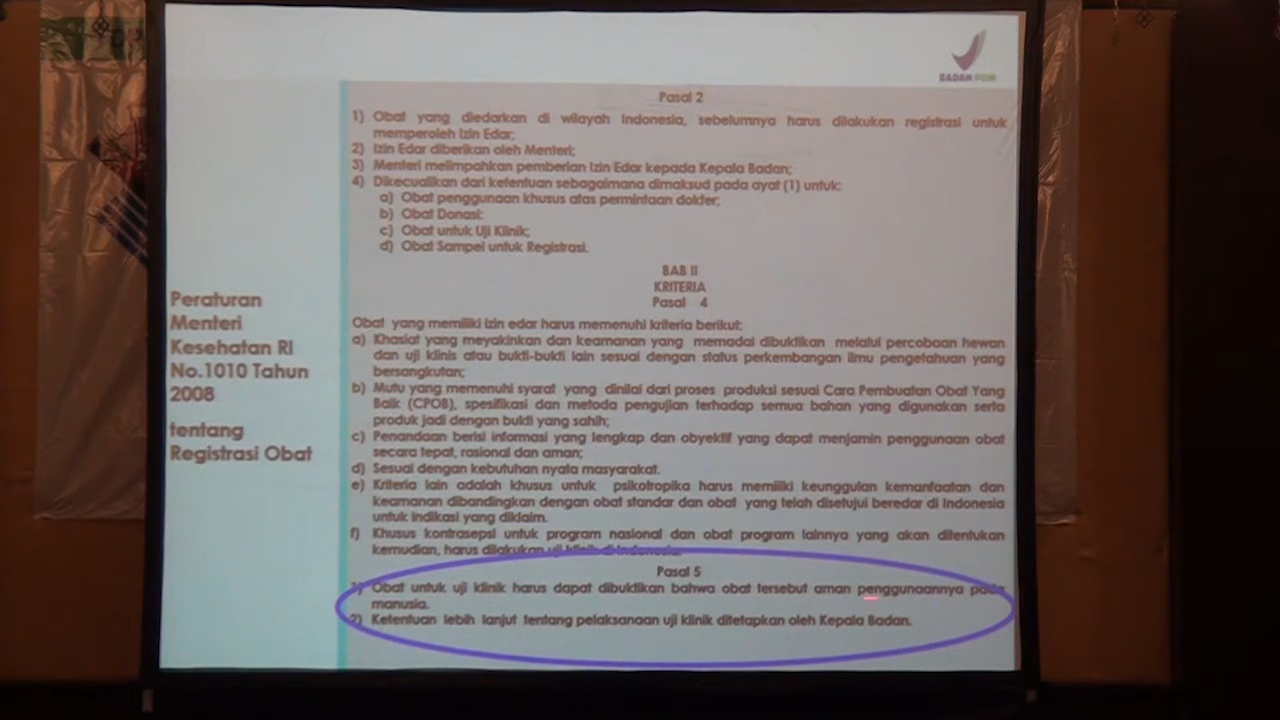 BADAN POM
Peraturan
Menteri
Kesehatan RI
No.1010 Tahun
2008
tentang
Registrasi Obat
Pasal 2
1) Obat yang diedarkan di wilayah Indonesia, sebelumnya harus dilakukan registrasi untuk
memperoleh Izin Edar;
2) Izin Edar diberikan oleh Menteri;
3) Menteri melimpahkan pemberian Izin Edar kepada Kepala Badan;
4) Dikecualikan dari ketentuan sebagaimana dimaksud pada ayat (1) untuk:
a) Obat penggunaan khusus atas permintaan dokter;
b) Obat Donasi;
c) Obat untuk Uji Klinik;
d) Obat Sampel untuk Registrasi.
BAB II
KRITERIA
Pasal 4
Obat yang memiliki izin edar harus memenuhi kriteria berikut:
a) Khasiat yang meyakinkan dan keamanan yang memadai dibuktikan melalui percobaan hewan
dan uji klinis atau bukti-bukti lain sesuai dengan status perkembangan ilmu pengetahuan yang
bersangkutan;
b) Mutu yang memenuhi syarat yang dinilai dari proses produksi sesuai Cara Pembuatan Obat Yang
Baik (CPOB), spesifikasi dan metoda pengujian terhadap semua bahan yang digunakan serta
produk jadi dengan bukti yang sahih;
c) Penandaan berisi informasi yang lengkap dan obyektif yang dapat menjamin penggunaan obat
secara tepat, rasional dan aman;
d) Sesuai dengan kebutuhan nyata masyarakat.
e) Kriteria lain adalah khusus untuk psikotropika harus memiliki keunggulan kemanfaatan dan
keamanan dibandingkan dengan obat standar dan obat yang telah disetujui beredar di Indonesia
untuk indikasi yang diklaim.
f) Khusus kontrasepsi untuk program nasional dan obat program lainnya yang akan ditentukan
kemudian, harus dilakukan uji klinik di Indonesia.
Pasal 5
1) Obat untuk uji klinik harus dapat dibuktikan bahwa obat tersebut aman penggunaannya pada
manusia.
2) Ketentuan lebih lanjut tentang pelaksanaan uji klinik ditetapkan oleh Kepala Badan.